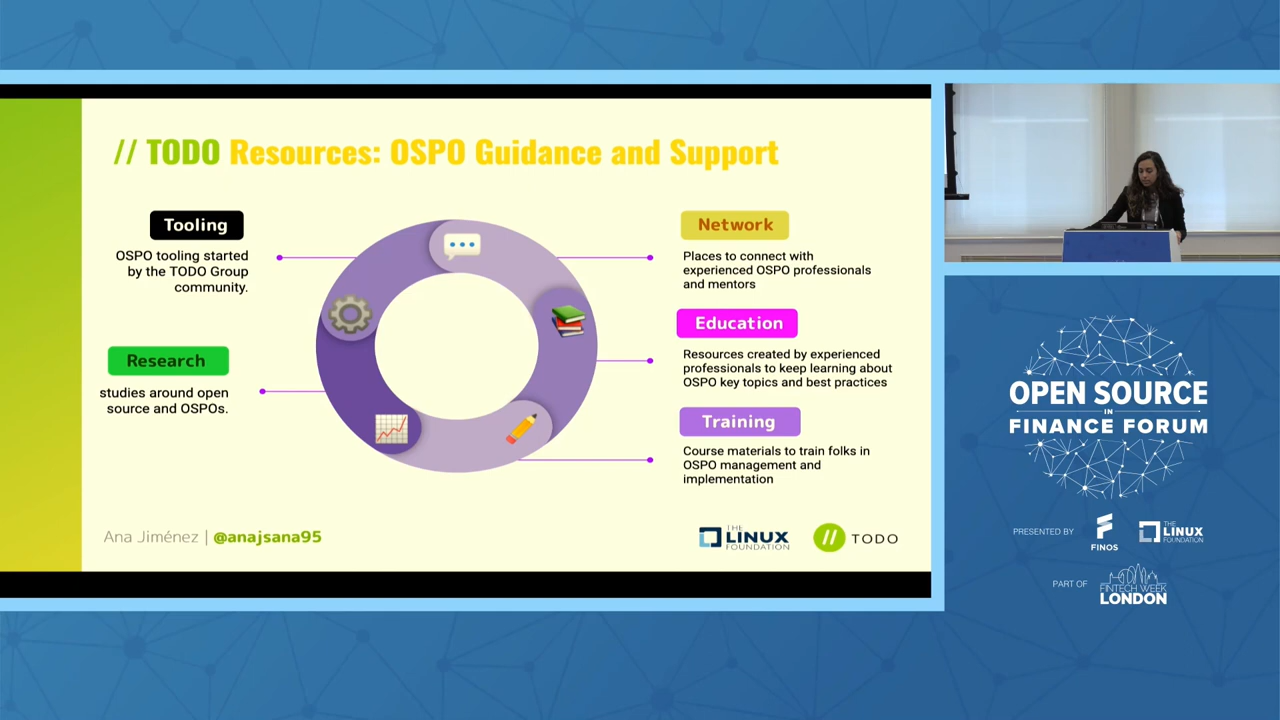 // TODO Resources: OSPO Guidance and Support
Tooling
OSPO tooling started
by the TODO Group
community.
Research
studies around open
source and OSPOs.
Network
Places to connect with
experienced OSPO professionals
and mentors
Education
Resources created by experienced
professionals to keep learning about
OSPO key topics and best practices
Training
Course materials to train folks in
OSPO management and
implementation
Ana Jiménez | @anajsana95
THE
LINUX
FOUNDATION
// TODO
OPEN SOURCE
IN
FINANCE FORUM
PRESENTED BY
FINOS
THE
LINUX
FOUNDATION
PART OF
FINTECH WEEK
LONDON